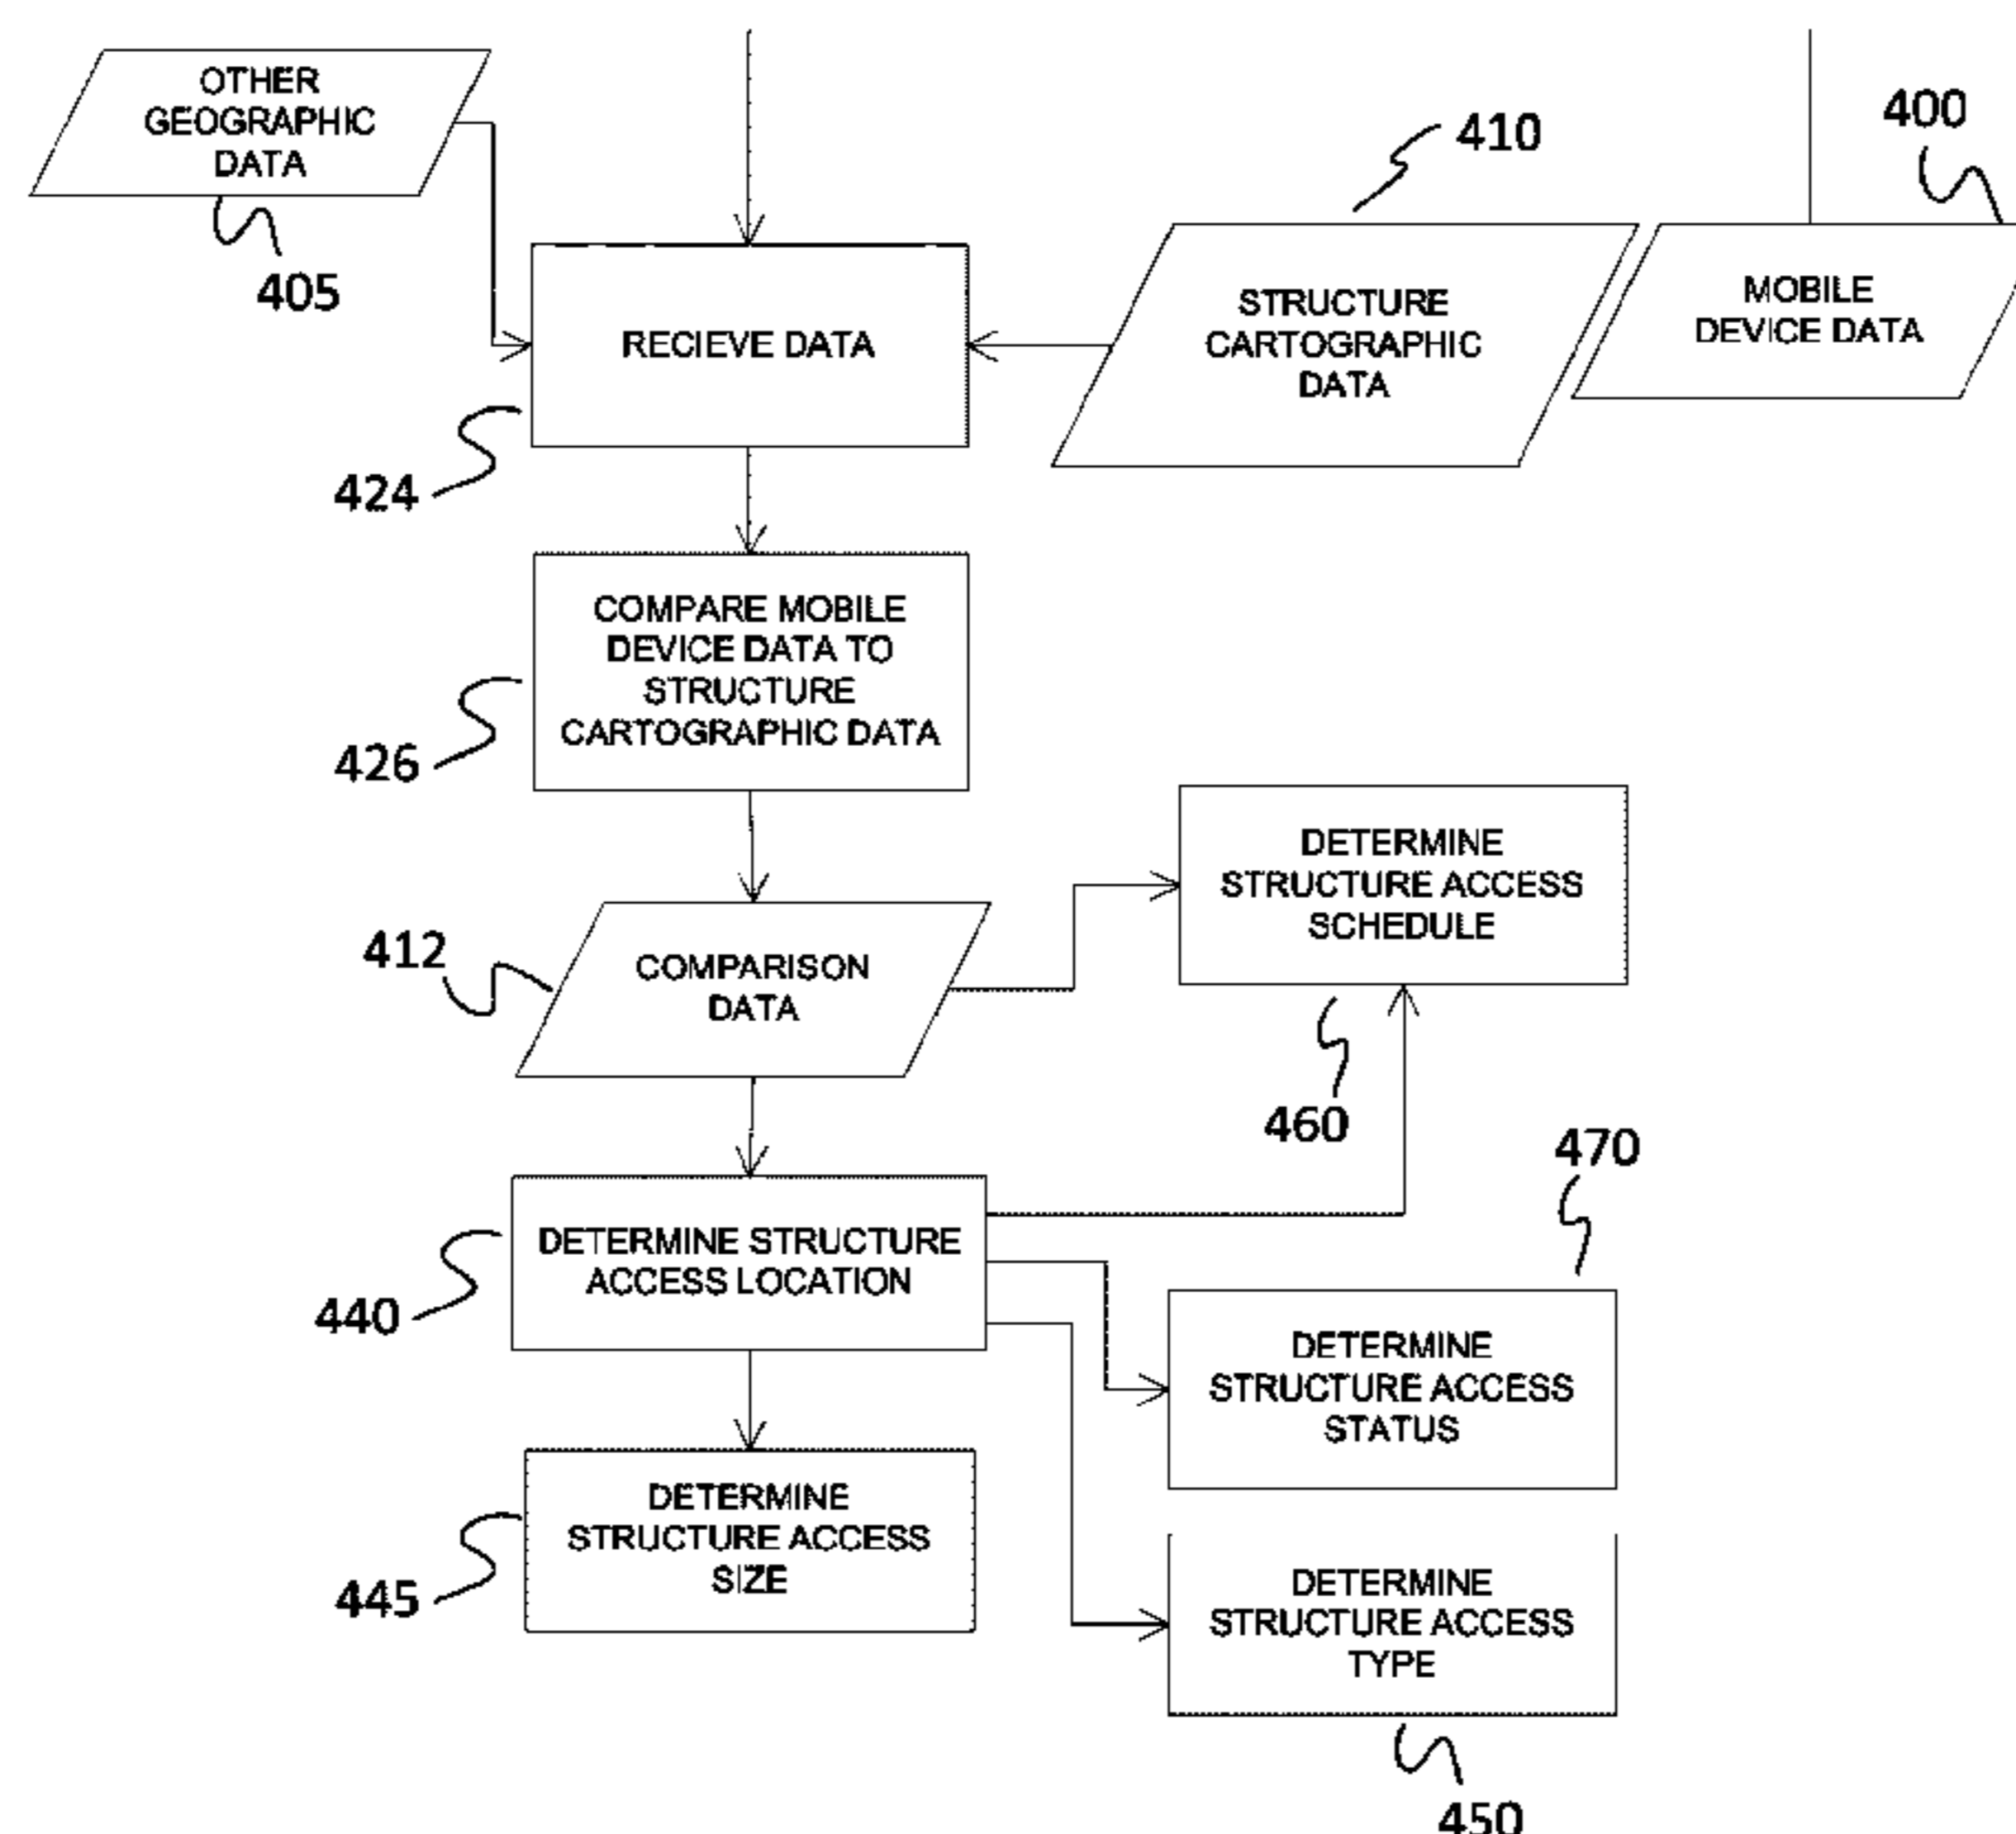 OTHER
GEOGRAPHIC
DATA
405
410
400
RECIEVE DATA
424
STRUCTURE
CARTOGRAPHIC
DATA
MOBILE
DEVICE DATA
COMPARE MOBILE
DEVICE DATA TO
STRUCTURE
CARTOGRAPHIC DATA
426
DETERMINE
STRUCTURE ACCESS
SCHEDULE
460
412
COMPARISON
DATA
DETERMINE STRUCTURE
ACCESS LOCATION
440
470
DETERMINE
STRUCTURE ACCESS
STATUS
DETERMINE
STRUCTURE ACCESS
SIZE
445
DETERMINE
STRUCTURE ACCESS
TYPE
450